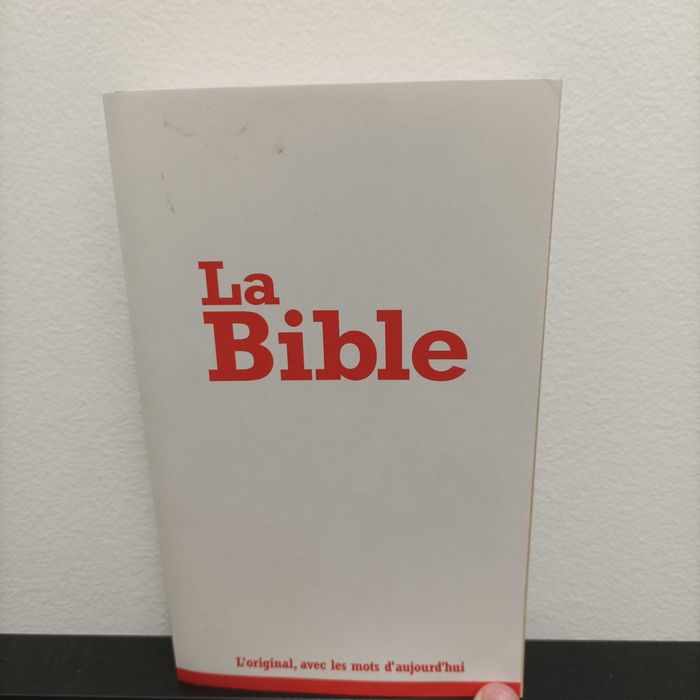 La
Bible
L'original, avec les mots d'aujourd'hui